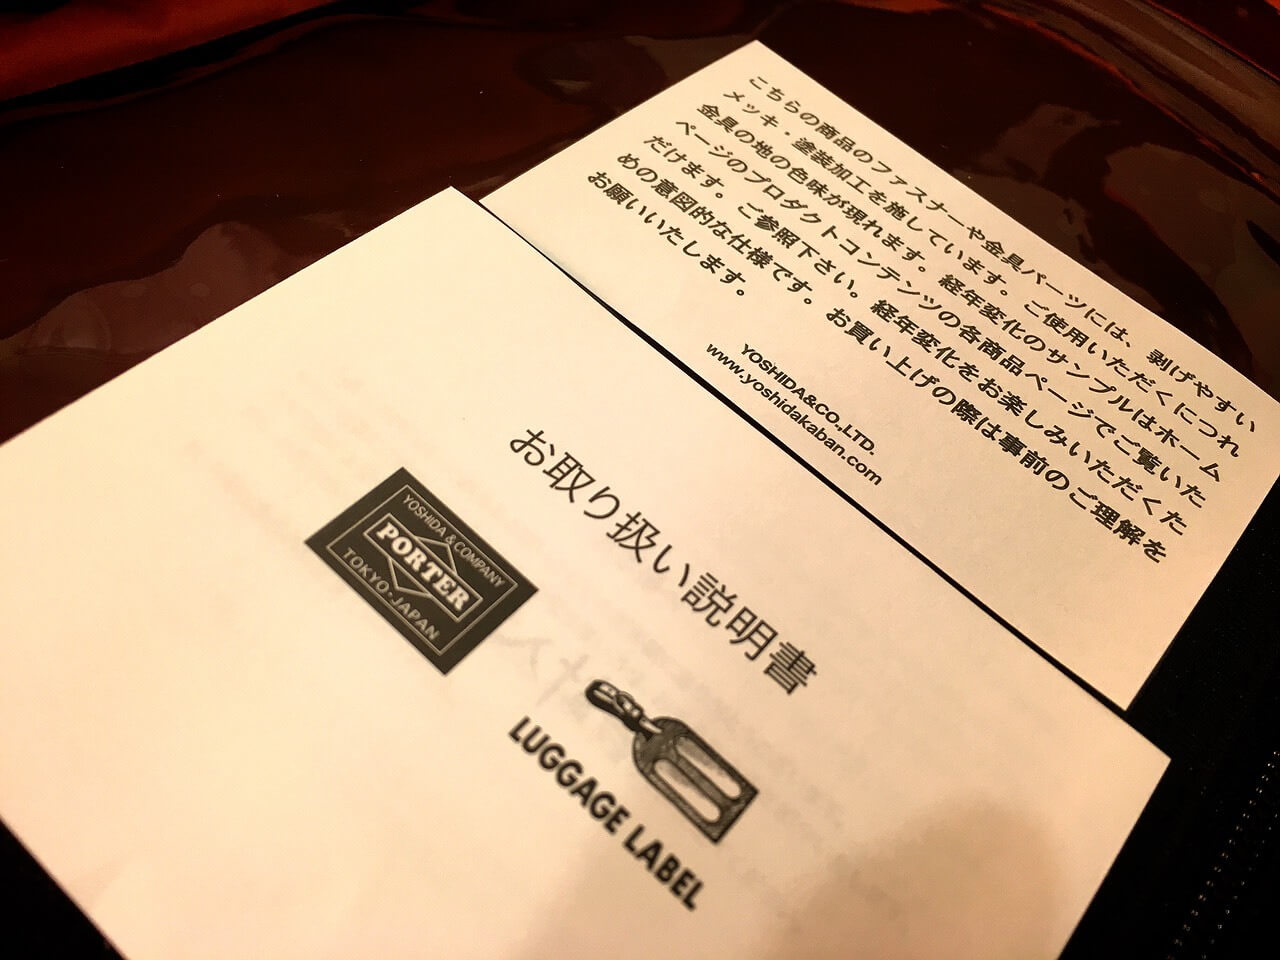 こちらの商品のファスナーや金具パーツには、剥げやすい
メッキ・塗装加工を施しています。ご使用いただくにつれ
金具の地の色味が現れます。経年変化のサンプルはホーム
ページのプロダクトコンテンツの各商品ページでご覧いた
だけます。ご参照下さい。経年変化をお楽しみいただくた
めの意図的な仕様です。お買い上げの際は事前のご理解を
お願いいたします。
YOSHIDA&CO.,LTD.
www.yoshidakaban.com
お取り扱い説明書
YOSHIDA & COMPANY
PORTER
TOKYO・JAPAN
LUGGAGE LABEL